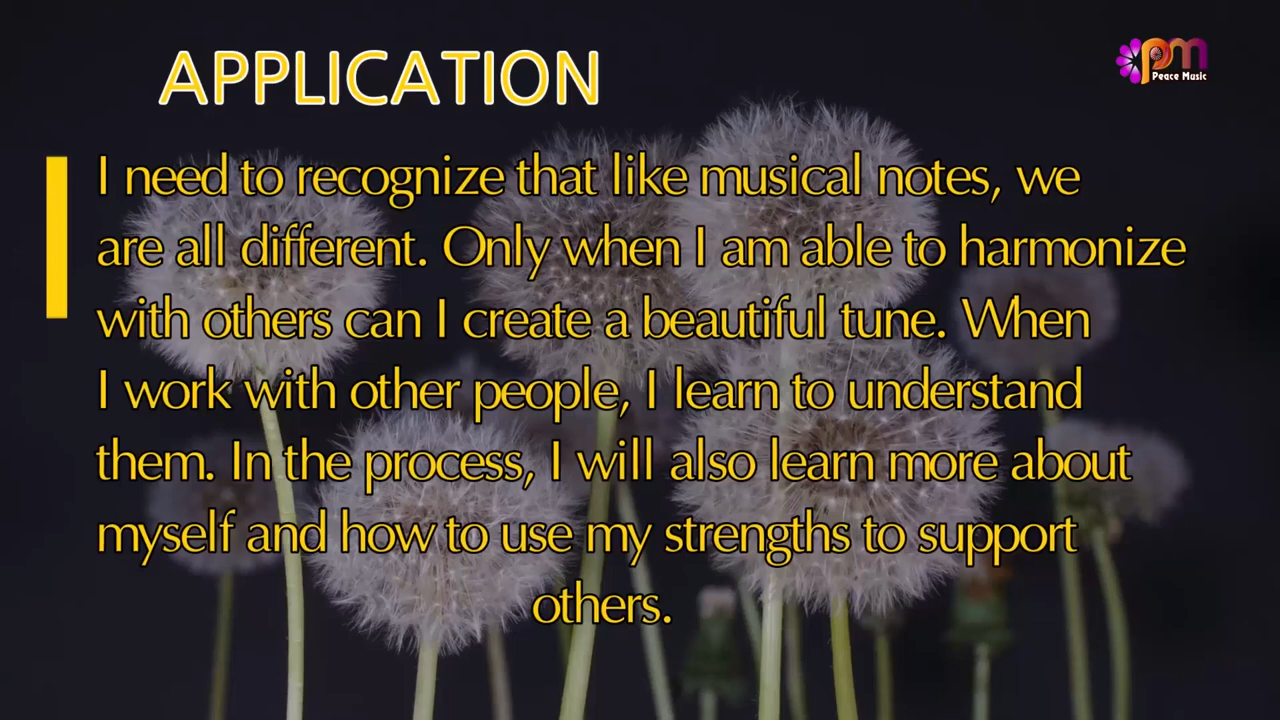 APPLICATION
pm
Peace Music
I need to recognize that like musical notes, we
are all different. Only when I am able to harmonize
with others can I create a beautiful tune. When
I work with other people, I learn to understand
them. In the process, I will also learn more about
myself and how to use my strengths to support
others.